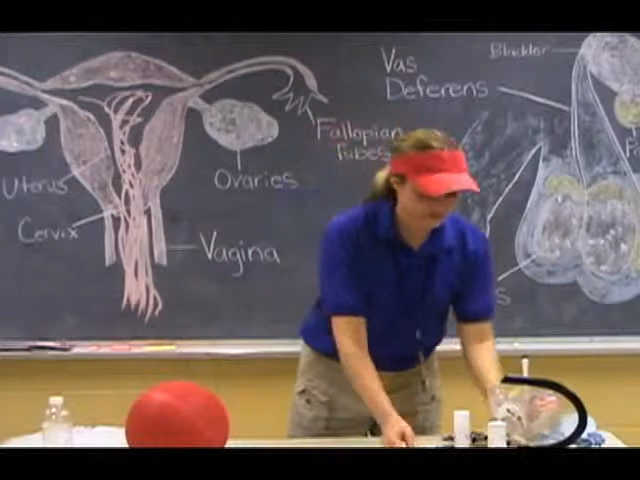 Vas
Deferens
Bladder
Fallopian
Tubes
Ovaries
Uterus
Cervix
Vagina